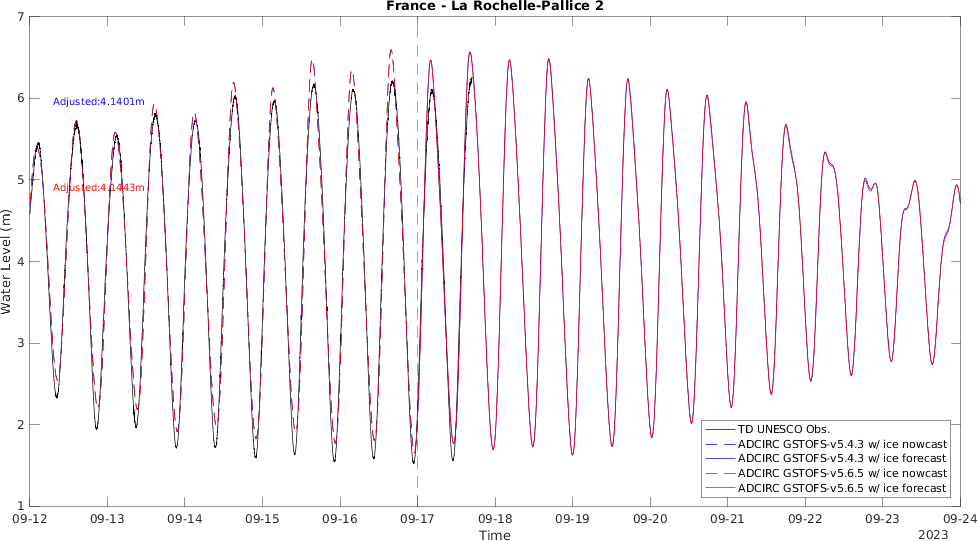 France - La Rochelle-Pallice 2
7
6
5
4
3
2
1
Water Level (m)
Adjusted:4.1401m
Adjusted:4.1443m
TD UNESCO Obs.
ADCIRC GSTOFS-v5.4.3 w/ ice nowcast
ADCIRC GSTOFS-v5.4.3 w/ ice forecast
ADCIRC GSTOFS-v5.6.5 w/ ice nowcast
ADCIRC GSTOFS-v5.6.5 w/ ice forecast
09-12 09-13 09-14 09-15 09-16 09-17 09-18 09-19 09-20 09-21 09-22 09-23 09-24
Time
2023